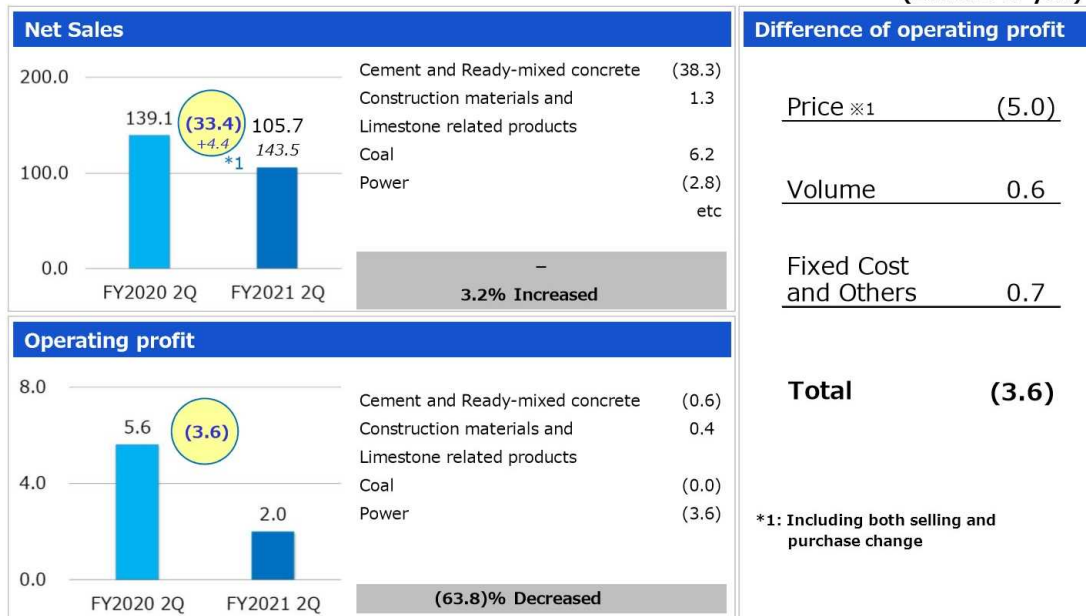 Net Sales
200.0
100.0
0.0
139.1
(33.4)
+4.4
*1
105.7
143.5
FY2020 2Q FY2021 2Q
Cement and Ready-mixed concrete (38.3)
Construction materials and 1.3
Limestone related products
Coal 6.2
Power (2.8)
etc
–
3.2% Increased
Operating profit
8.0
4.0
0.0
5.6
(3.6)
2.0
FY2020 2Q FY2021 2Q
Cement and Ready-mixed concrete (0.6)
Construction materials and 0.4
Limestone related products
Coal (0.0)
Power (3.6)
(63.8)% Decreased
Difference of operating profit
Price ※1 (5.0)
Volume 0.6
Fixed Cost
and Others 0.7
Total (3.6)
*1: Including both selling and
purchase change